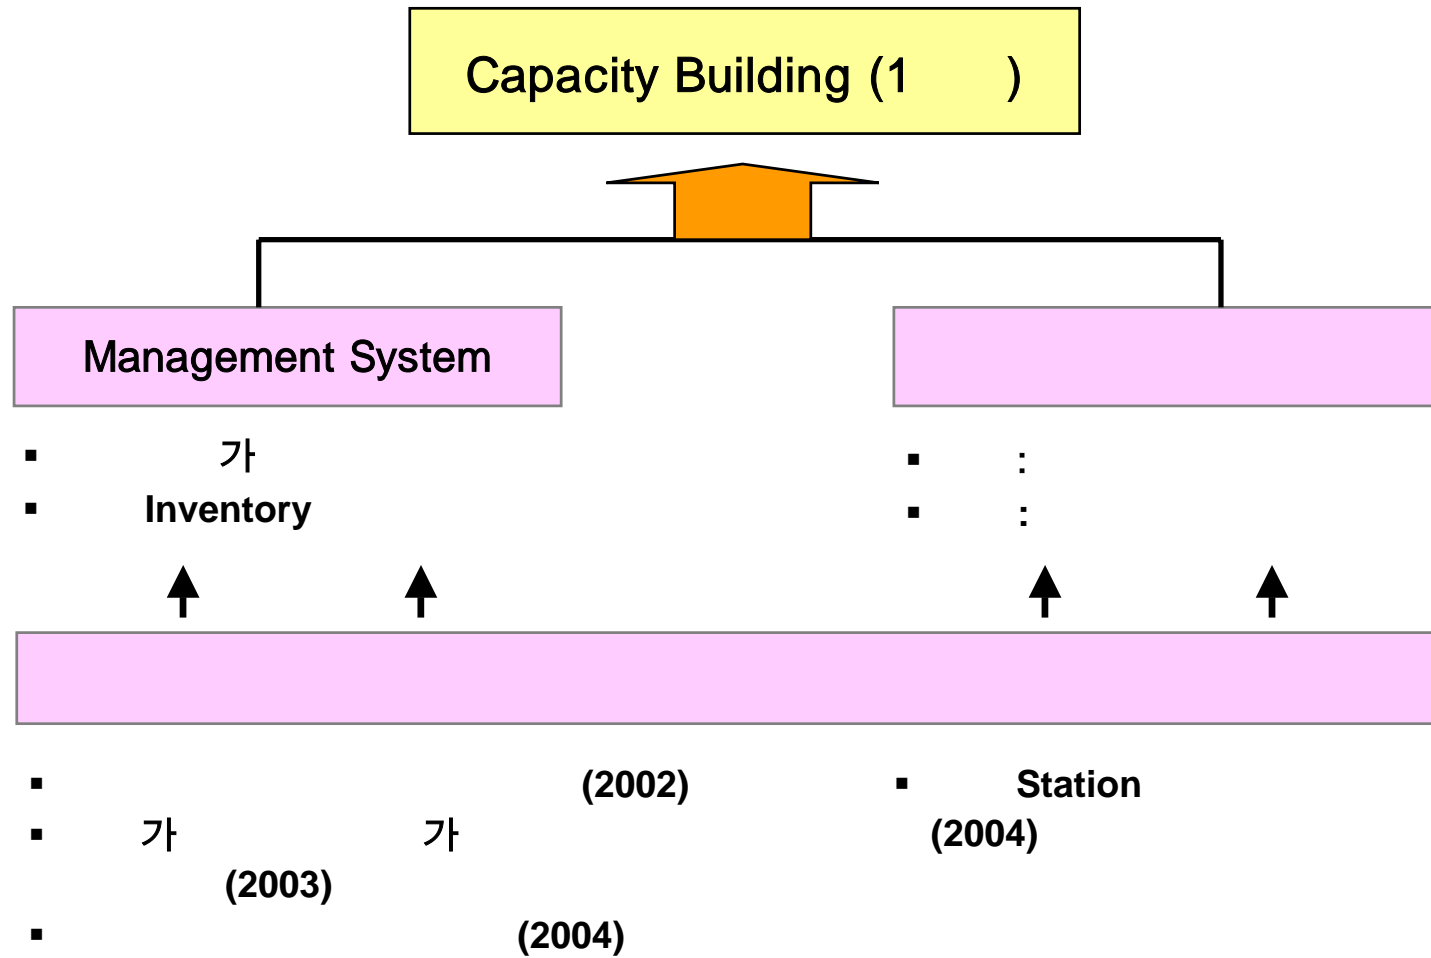 Capacity Building (1 )
Management System
▪ 가
▪ Inventory
▪ :
▪ :
▪ (2002)
▪ 가 가
(2003)
▪ (2004)
▪ Station
(2004)